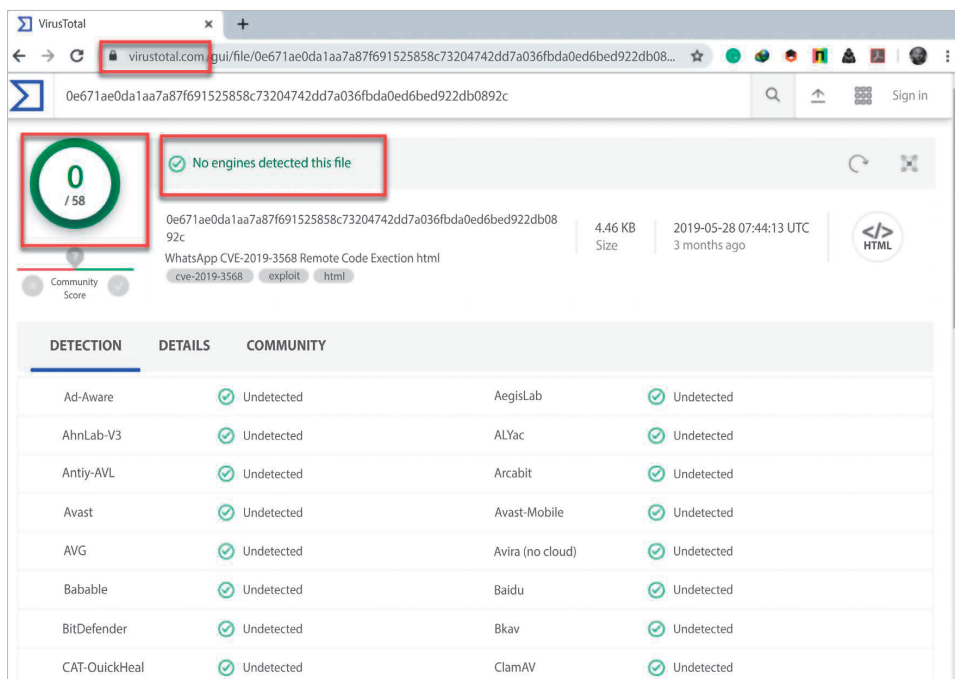 VirusTotal
virustotal.com/gui/file/0e671ae0da1aa7a87f691525858c73204742dd7a036fbda0ed6bed922db08...
0e671ae0da1aa7a87f691525858c73204742dd7a036fbda0ed6bed922db0892c
Sign in
0
/ 58
No engines detected this file
0e671ae0da1aa7a87f691525858c73204742dd7a036fbda0ed6bed922db08
92c
WhatsApp CVE-2019-3568 Remote Code Exection html
cve-2019-3568 exploit html
4.46 KB
Size
2019-05-28 07:44:13 UTC
3 months ago
</>
HTML
?
Community
Score
DETECTION DETAILS COMMUNITY
Ad-Aware Undetected AegisLab Undetected
AhnLab-V3 Undetected ALYac Undetected
Antiy-AVL Undetected Arcabit Undetected
Avast Undetected Avast-Mobile Undetected
AVG Undetected Avira (no cloud) Undetected
Babable Undetected Baidu Undetected
BitDefender Undetected Bkav Undetected
CAT-OuickHeal Undetected ClamAV Undetected